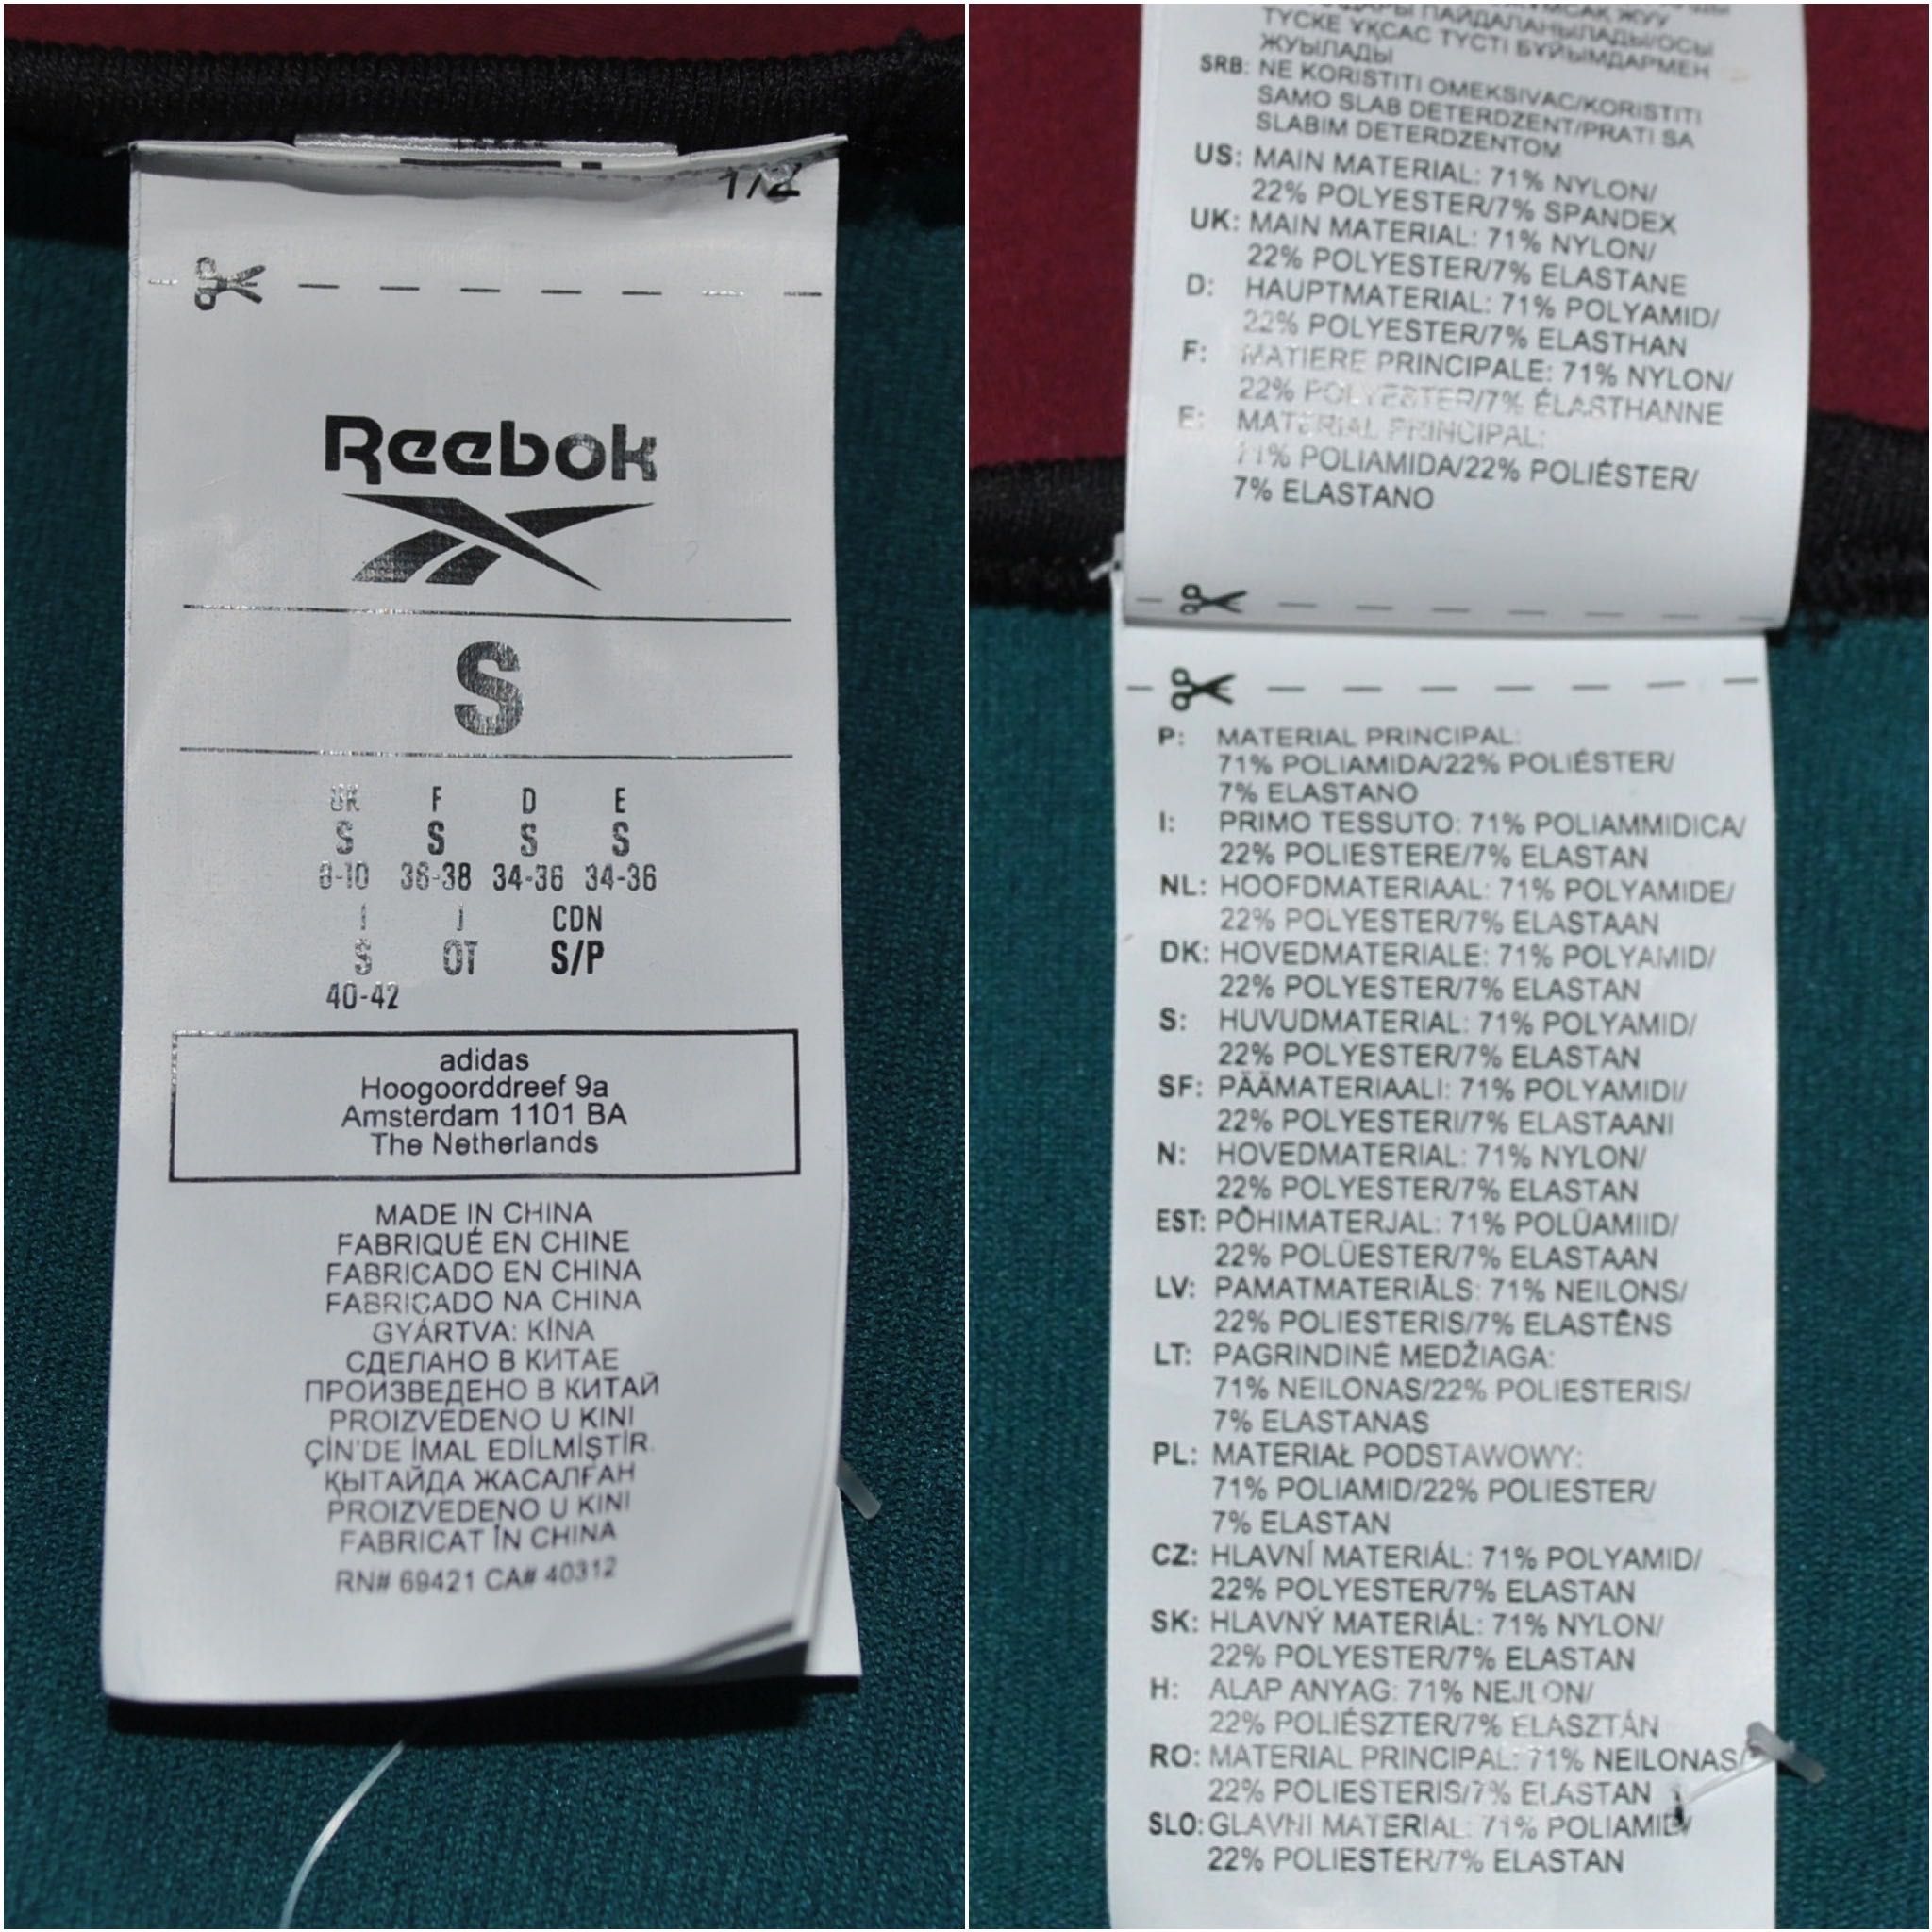 1/2
Reebok
S
UK F D E
S S S S
8-10 36-38 34-36 34-36
I J CDN
S OT S/P
40-42
adidas
Hoogoorddreef 9a
Amsterdam 1101 BA
The Netherlands
MADE IN CHINA
FABRIQUÉ EN CHINE
FABRICADO EN CHINA
FABRICADO NA CHINA
GYÁRTVA: KÍNA
СДЕЛАНО В КИТАЕ
ПРОИЗВЕДЕНО В КИТАЙ
PROIZVEDENO U KINI
ÇİN'DE İMAL EDİLMİŞTİR.
ҚЫТАЙДА ЖАСАЛҒАН
PROIZVEDENO U KINI
FABRICAT ÎN CHINA
RN# 69421 CA# 40312
ЖУУ
ПАЙДАЛАНЫЛАДЫ/ОСЫ
ТҮСКЕ ҰҚСАС ТҮСТІ БҰЙЫМДАРМЕН
ЖУЫЛАДЫ
SRB: NE KORISTITI OMEKSIVAC/KORISTITI
SAMO SLAB DETERDZENT/PRATI SA
SLABIM DETERDZENTOM
US: MAIN MATERIAL: 71% NYLON/
22% POLYESTER/7% SPANDEX
UK: MAIN MATERIAL: 71% NYLON/
22% POLYESTER/7% ELASTANE
D: HAUPTMATERIAL: 71% POLYAMID/
22% POLYESTER/7% ELASTHAN
F: MATIERE PRINCIPALE: 71% NYLON/
22% POLYESTER/7% ÉLASTHANNE
E: MATERIAL PRINCIPAL:
71% POLIAMIDA/22% POLIÉSTER/
7% ELASTANO
P: MATERIAL PRINCIPAL:
71% POLIAMIDA/22% POLIÉSTER/
7% ELASTANO
I: PRIMO TESSUTO: 71% POLIAMMIDICA/
22% POLIESTERE/7% ELASTAN
NL: HOOFDMATERIAAL: 71% POLYAMIDE/
22% POLYESTER/7% ELASTAAN
DK: HOVEDMATERIALE: 71% POLYAMID/
22% POLYESTER/7% ELASTAN
S: HUVUDMATERIAL: 71% POLYAMID/
22% POLYESTER/7% ELASTAN
SF: PÄÄMATERIAALI: 71% POLYAMIDI/
22% POLYESTERI/7% ELASTAANI
N: HOVEDMATERIAL: 71% NYLON/
22% POLYESTER/7% ELASTAN
EST: PÕHIMATERJAL: 71% POLÜAMIID/
22% POLÜESTER/7% ELASTAAN
LV: PAMATMATERIĀLS: 71% NEILONS/
22% POLIESTERIS/7% ELASTĒNS
LT: PAGRINDINĖ MEDŽIAGA:
71% NEILONAS/22% POLIESTERIS/
7% ELASTANAS
PL: MATERIAŁ PODSTAWOWY:
71% POLIAMID/22% POLIESTER/
7% ELASTAN
CZ: HLAVNÍ MATERIÁL: 71% POLYAMID/
22% POLYESTER/7% ELASTAN
SK: HLAVNÝ MATERIÁL: 71% NYLON/
22% POLYESTER/7% ELASTAN
H: ALAP ANYAG: 71% NEJLON/
22% POLIÉSZTER/7% ELASZTÁN
RO: MATERIAL PRINCIPAL: 71% NEILONAS/
22% POLIESTERIS/7% ELASTAN
SLO: GLAVNI MATERIAL: 71% POLIAMID/
22% POLIESTER/7% ELASTAN